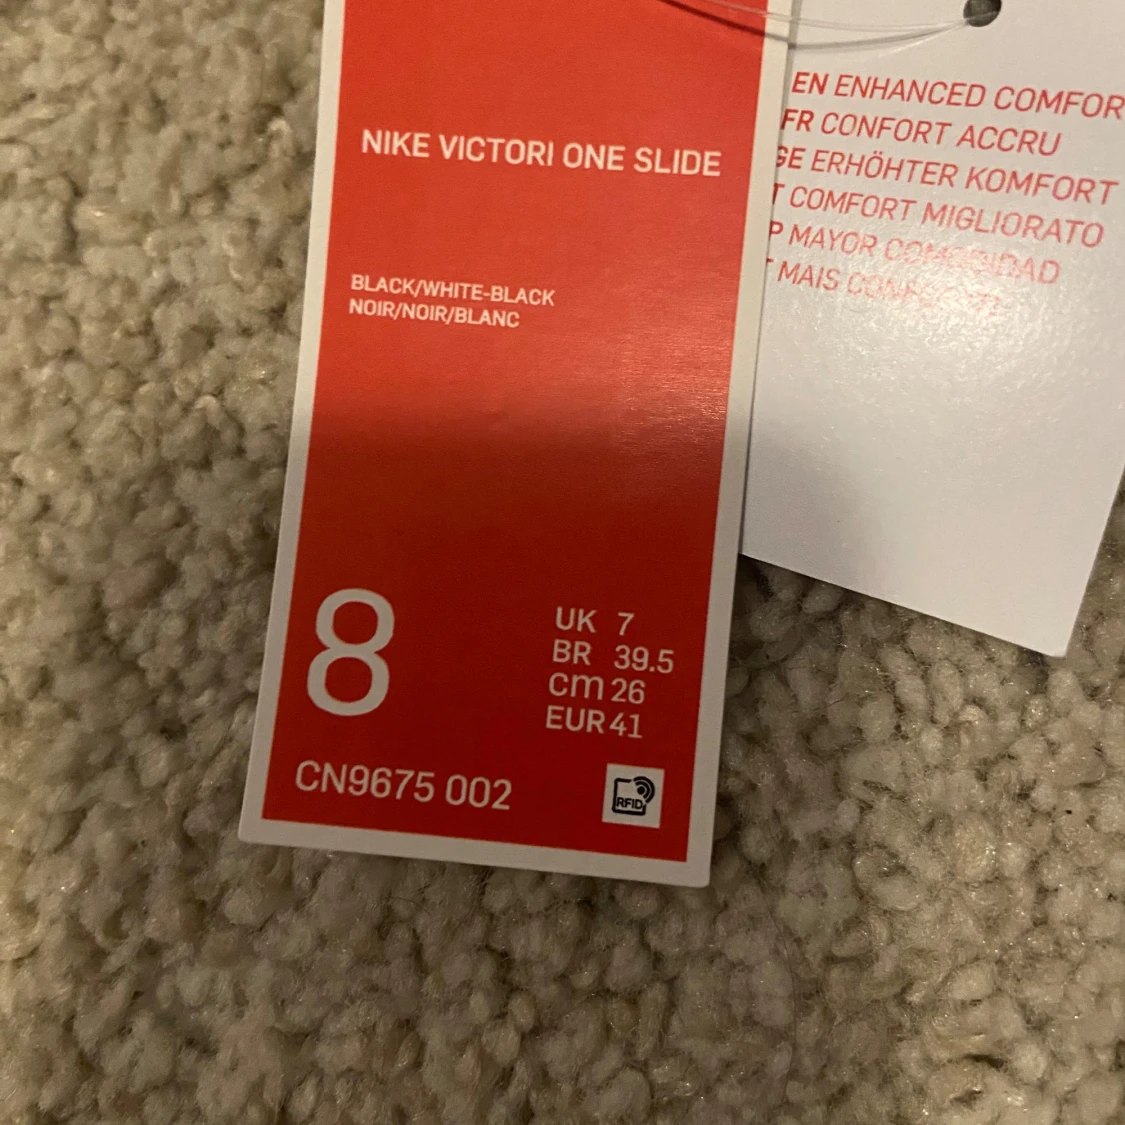 NIKE VICTORI ONE SLIDE
BLACK/WHITE-BLACK
NOIR/NOIR/BLANC
8
UK 7
BR 39.5
cm 26
EUR 41
CN9675 002
RFID
EN ENHANCED COMFOR
FR CONFORT ACCRU
GE ERHÖHTER KOMFORT
T COMFORT MIGLIORATO
P MAYOR COMODIDAD
T MAIS